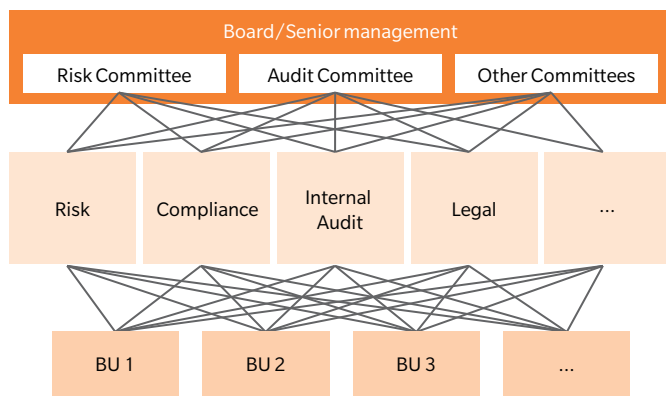 Board/Senior management
Risk Committee
Audit Committee
Other Committees
Risk
Compliance
Internal
Audit
Legal
...
BU 1
BU 2
BU 3
...